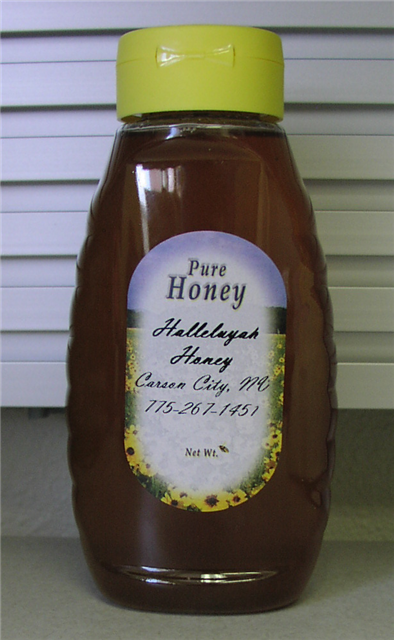 Pure
Honey
Halleluyah
Honey
Carson City, NV
775-267-1451
Net Wt.